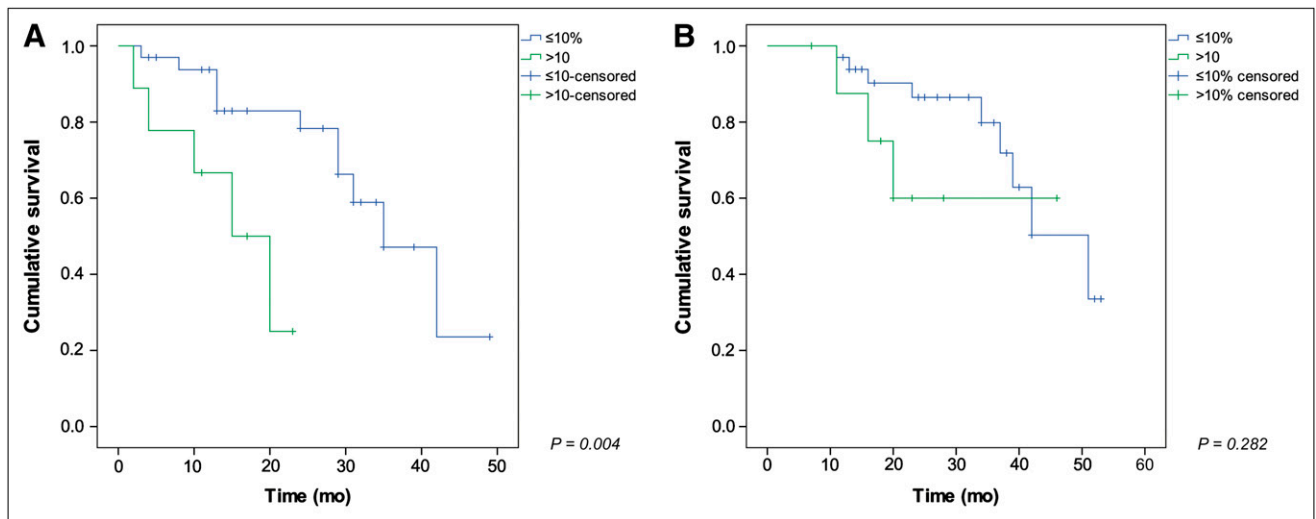 A
Cumulative survival
1.0
0.8
0.6
0.4
0.2
0.0
0 10 20 30 40 50
Time (mo)
≤10%
>10
≤10-censored
>10-censored
P = 0.004
B
Cumulative survival
1.0
0.8
0.6
0.4
0.2
0.0
0 10 20 30 40 50 60
Time (mo)
≤10%
>10
≤10% censored
>10% censored
P = 0.282